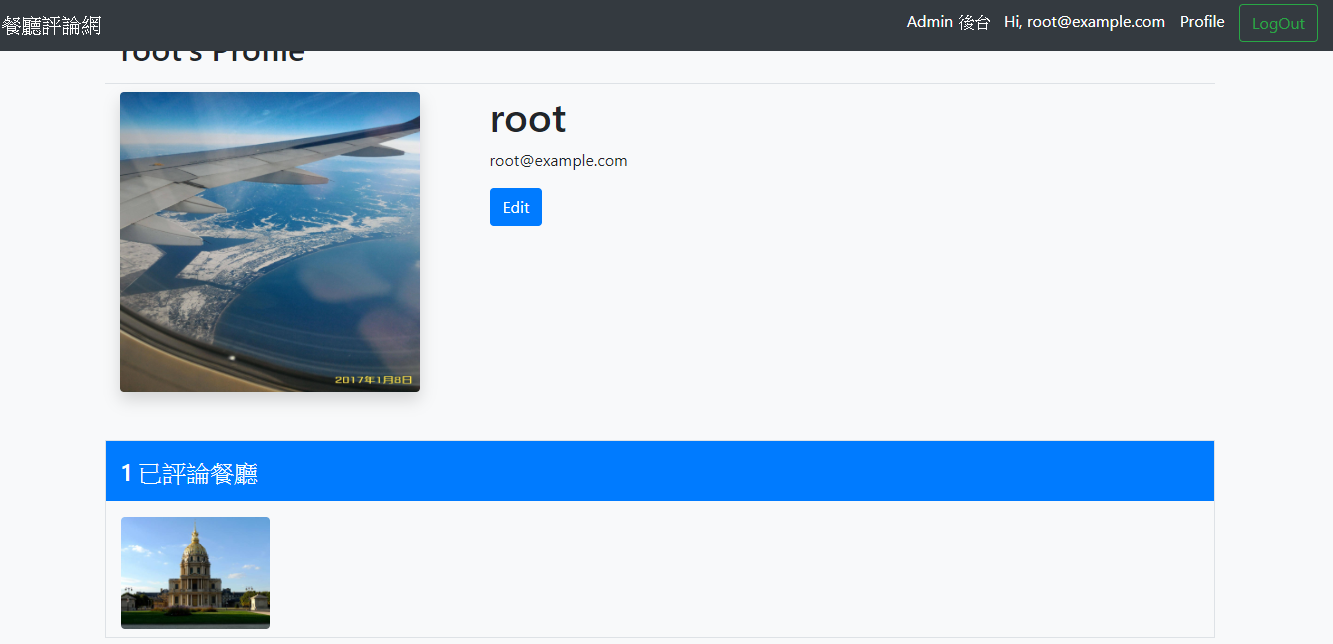 餐廳評論網
Admin 後台 Hi, root@example.com Profile LogOut
root's Profile
root
root@example.com
Edit
2017年1月8日
1 已評論餐廳